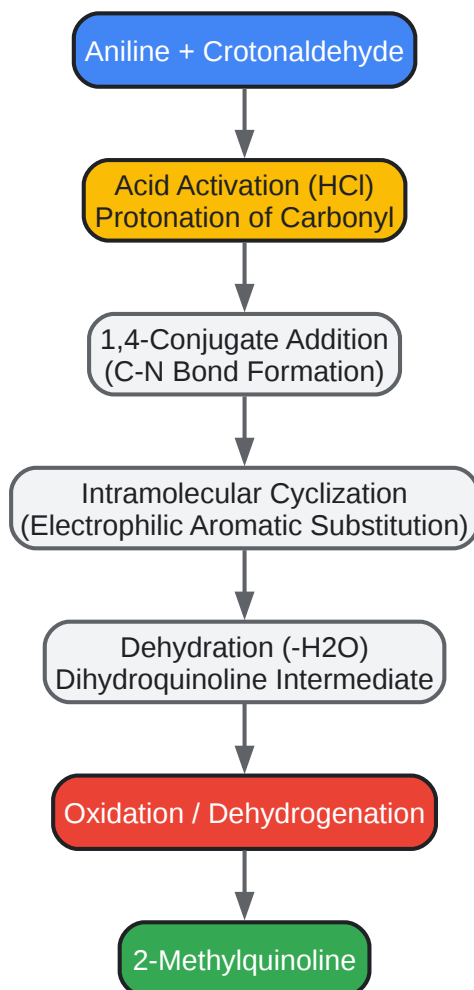 Aniline + Crotonaldehyde
Acid Activation (HCl)
Protonation of Carbonyl
1,4-Conjugate Addition
(C-N Bond Formation)
Intramolecular Cyclization
(Electrophilic Aromatic Substitution)
Dehydration (-H2O)
Dihydroquinoline Intermediate
Oxidation / Dehydrogenation
2-Methylquinoline